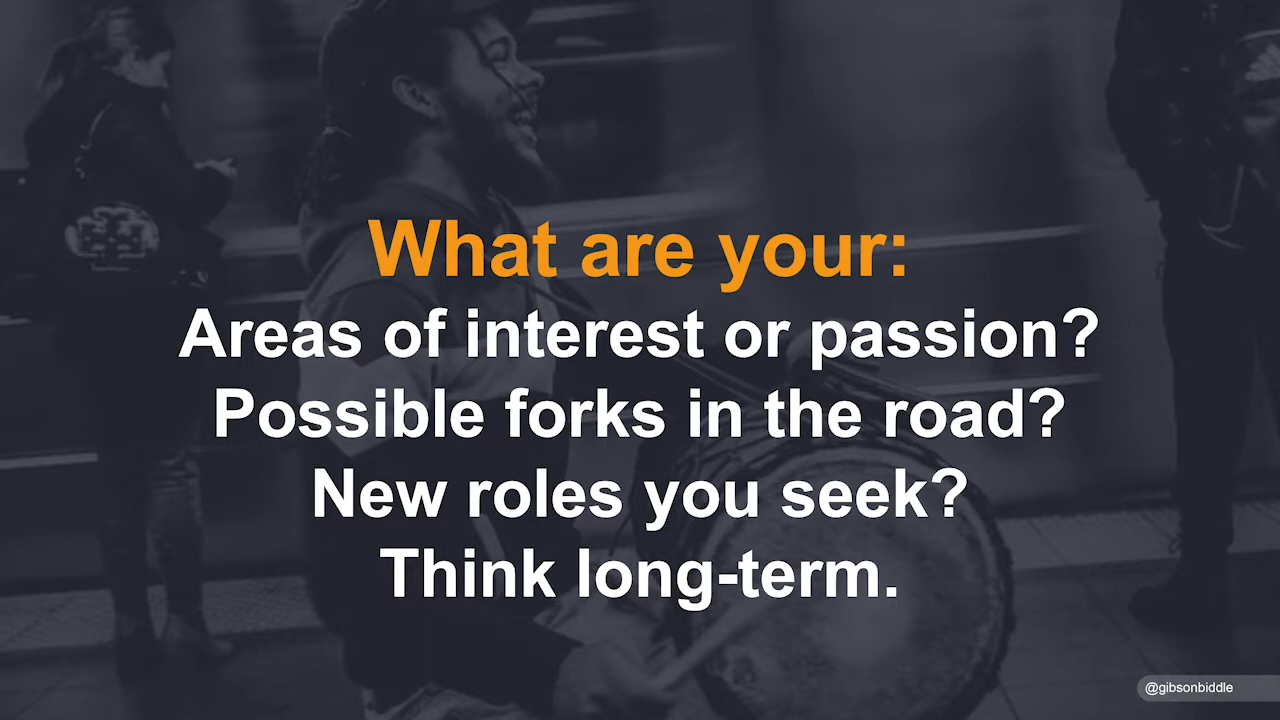 What are your:
Areas of interest or passion?
Possible forks in the road?
New roles you seek?
Think long-term.
@gibsonbiddle